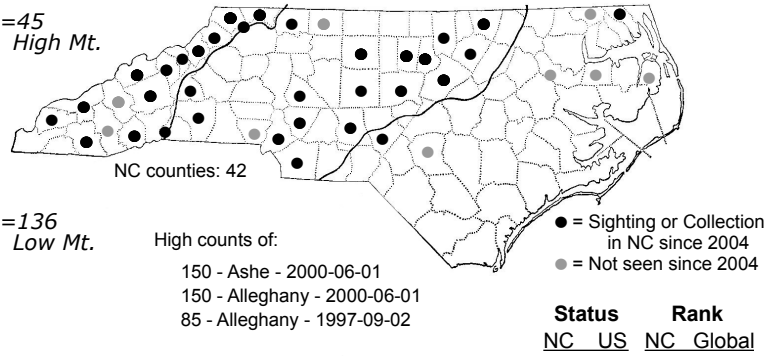 =45
High Mt.
NC counties: 42
=136
Low Mt.
High counts of:
150 - Ashe - 2000-06-01
150 - Alleghany - 2000-06-01
85 - Alleghany - 1997-09-02
= Sighting or Collection
in NC since 2004
= Not seen since 2004
Status Rank
NC US NC Global